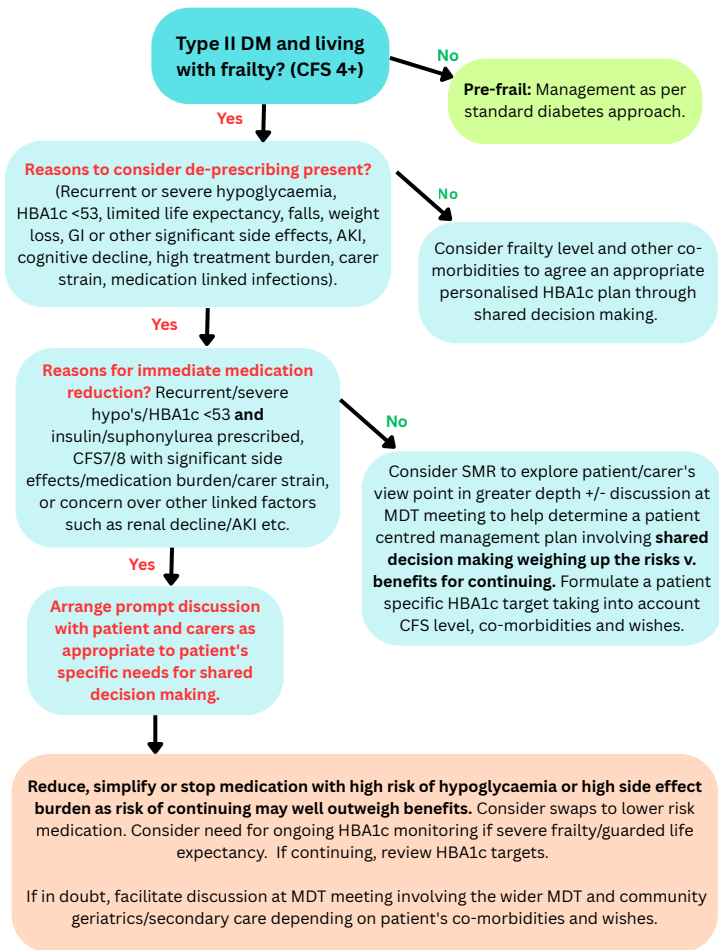 Type II DM and living
with frailty? (CFS 4+)
No
Pre-frail: Management as per
standard diabetes approach.
Yes
Reasons to consider de-prescribing present?
(Recurrent or severe hypoglycaemia,
HBA1c <53, limited life expectancy, falls, weight
loss, GI or other significant side effects, AKI,
cognitive decline, high treatment burden, carer
strain, medication linked infections).
No
Consider frailty level and other co-
morbidities to agree an appropriate
personalised HBA1c plan through
shared decision making.
Yes
Reasons for immediate medication
reduction? Recurrent/severe
hypo's/HBA1c <53 and
insulin/suphonylurea prescribed,
CFS7/8 with significant side
effects/medication burden/carer strain,
or concern over other linked factors
such as renal decline/AKI etc.
No
Consider SMR to explore patient/carer's
view point in greater depth +/- discussion at
MDT meeting to help determine a patient
centred management plan involving shared
decision making weighing up the risks v.
benefits for continuing. Formulate a patient
specific HBA1c target taking into account
CFS level, co-morbidities and wishes.
Yes
Arrange prompt discussion
with patient and carers as
appropriate to patient's
specific needs for shared
decision making.
Reduce, simplify or stop medication with high risk of hypoglycaemia or high side effect
burden as risk of continuing may well outweigh benefits. Consider swaps to lower risk
medication. Consider need for ongoing HBA1c monitoring if severe frailty/guarded life
expectancy. If continuing, review HBA1c targets.
If in doubt, facilitate discussion at MDT meeting involving the wider MDT and community
geriatrics/secondary care depending on patient's co-morbidities and wishes.